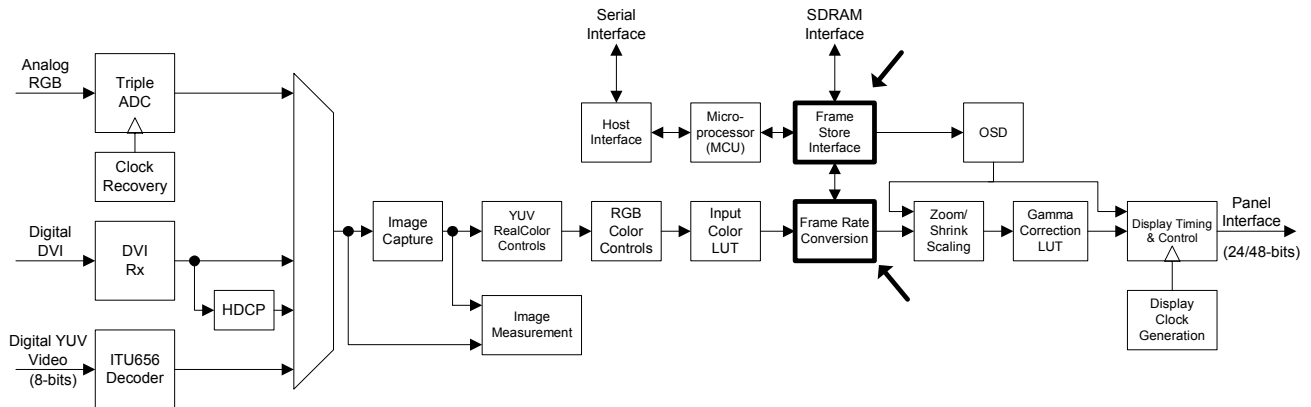 Serial
Interface
SDRAM
Interface
Analog
RGB
Triple
ADC
Clock
Recovery
Host
Interface
Micro-
processor
(MCU)
Frame
Store
Interface
OSD
Digital
DVI
DVI
Rx
HDCP
Image
Capture
YUV
RealColor
Controls
RGB
Color
Controls
Input
Color
LUT
Frame Rate
Conversion
Zoom/
Shrink
Scaling
Gamma
Correction
LUT
Display Timing
& Control
Panel
Interface
(24/48-bits)
Image
Measurement
Display
Clock
Generation
Digital YUV
Video
(8-bits)
ITU656
Decoder